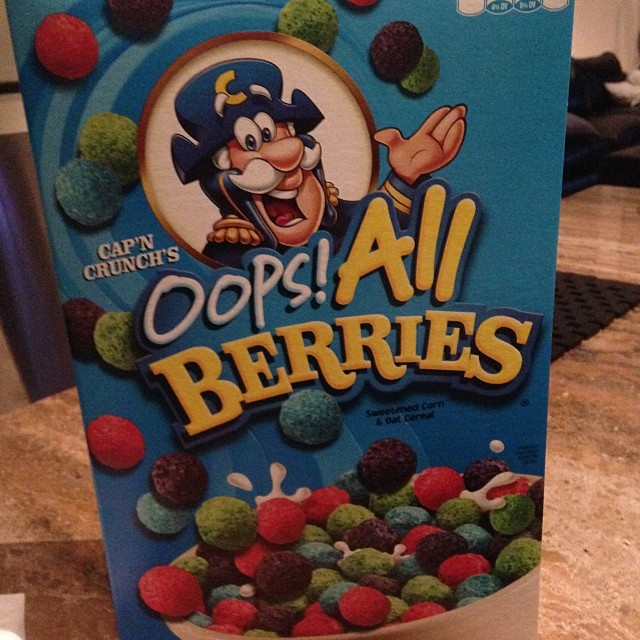 CAP'N
CRUNCH'S
OOPS! All
BERRIES
Sweetened Corn
& Oat Cereal
®